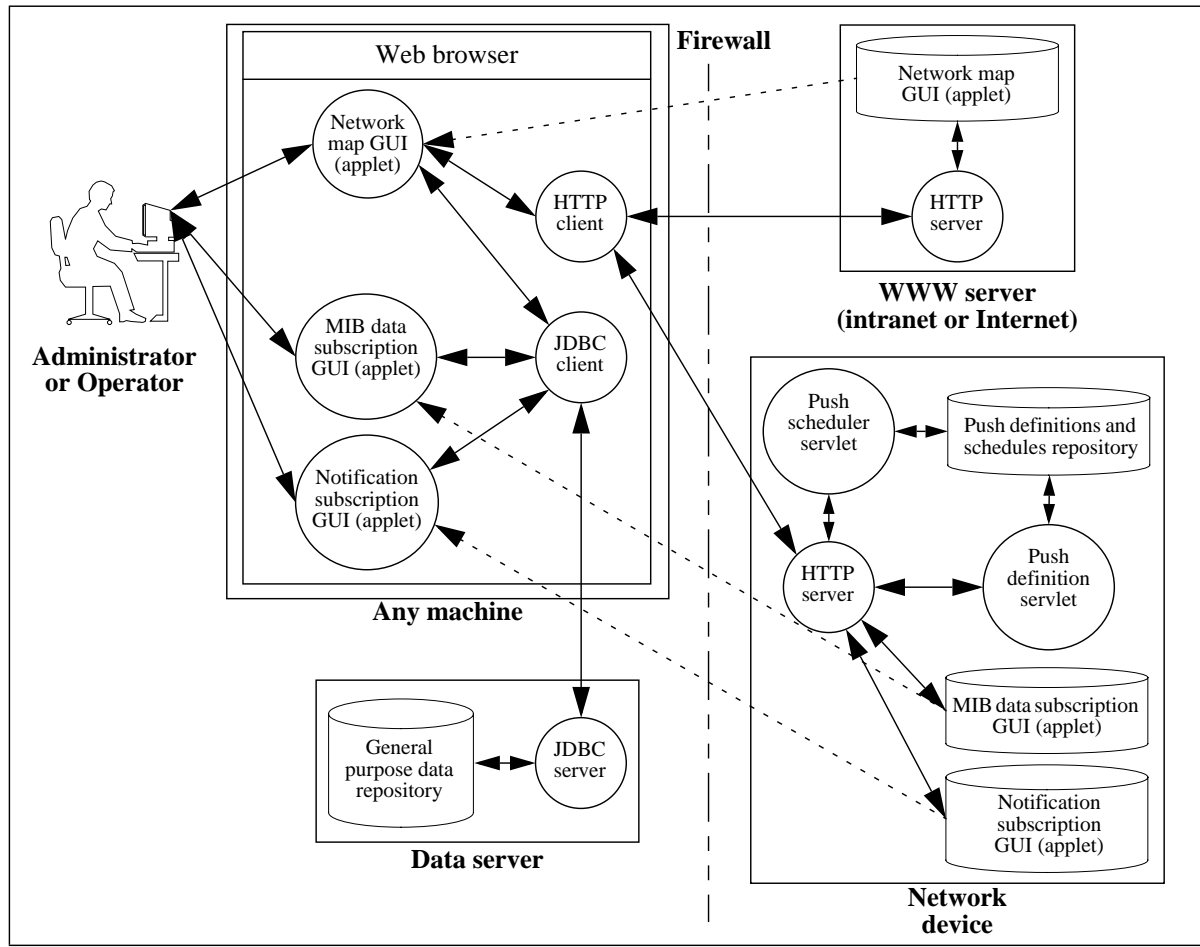 Web browser
Firewall
Network
map GUI
(applet)
HTTP
client
MIB data
subscription
GUI (applet)
JDBC
client
Notification
subscription
GUI (applet)
Any machine
Administrator
or Operator
Network map
GUI (applet)
HTTP
server
WWW server
(intranet or Internet)
Push
scheduler
servlet
Push definitions and
schedules repository
HTTP
server
Push
definition
servlet
MIB data subscription
GUI (applet)
Notification
subscription
GUI (applet)
Network
device
General
purpose data
repository
JDBC
server
Data server